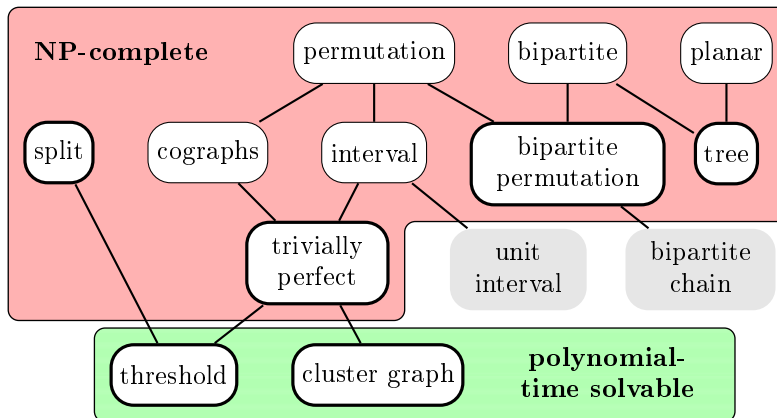 NP-complete
permutation
bipartite
planar
split
cographs
interval
bipartite
permutation
tree
trivially
perfect
unit
interval
bipartite
chain
threshold
cluster graph
polynomial-
time solvable